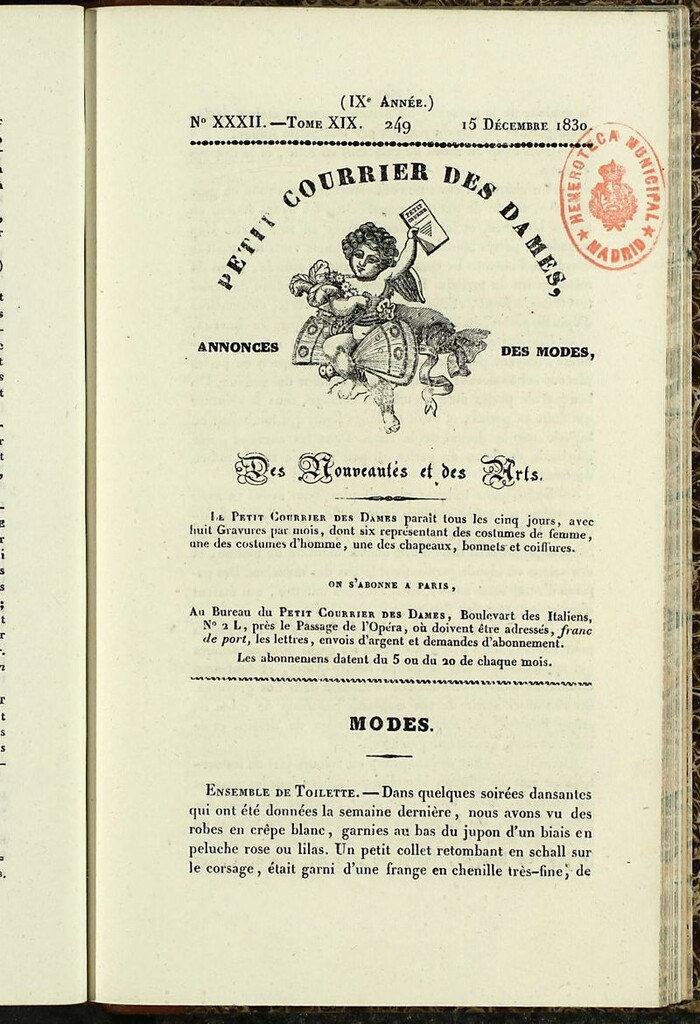 (IXe ANNÉE.)
No XXXII. —TOME XIX. 249 15 DÉCEMBRE 1830.
PETIT COURRIER DES DAMES,
PETIT COURRIER
ANNONCES DES MODES,
Des Nouveautés et des Arts.
LE PETIT COURRIER DES DAMES paraît tous les cinq jours, avec
huit Gravures par mois, dont six représentant des costumes de femme,
une des costumes d'homme, une des chapeaux, bonnets et coiffures.
ON S'ABONNE A PARIS,
Au Bureau du PETIT COURRIER DES DAMES, Boulevart des Italiens,
No 2 L, près le Passage de l'Opéra, où doivent être adressés, franc
de port, les lettres, envois d'argent et demandes d'abonnement.
Les abonnemens datent du 5 ou du 20 de chaque mois.
MODES.
ENSEMBLE DE TOILETTE. — Dans quelques soirées dansantes
qui ont été données la semaine dernière, nous avons vu des
robes en crêpe blanc, garnies au bas du jupon d'un biais en
peluche rose ou lilas. Un petit collet retombant en schall sur
le corsage, était garni d'une frange en chenille très-fine; de
HEMEROTECA MUNICIPAL
★ MADRID ★